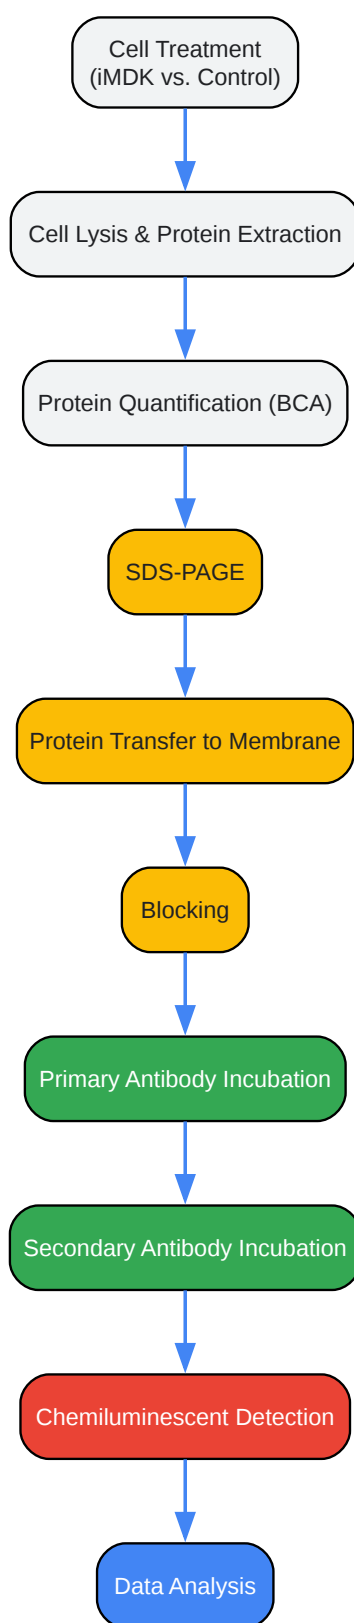 Cell Treatment
(iMDK vs. Control)
Cell Lysis & Protein Extraction
Protein Quantification (BCA)
SDS-PAGE
Protein Transfer to Membrane
Blocking
Primary Antibody Incubation
Secondary Antibody Incubation
Chemiluminescent Detection
Data Analysis